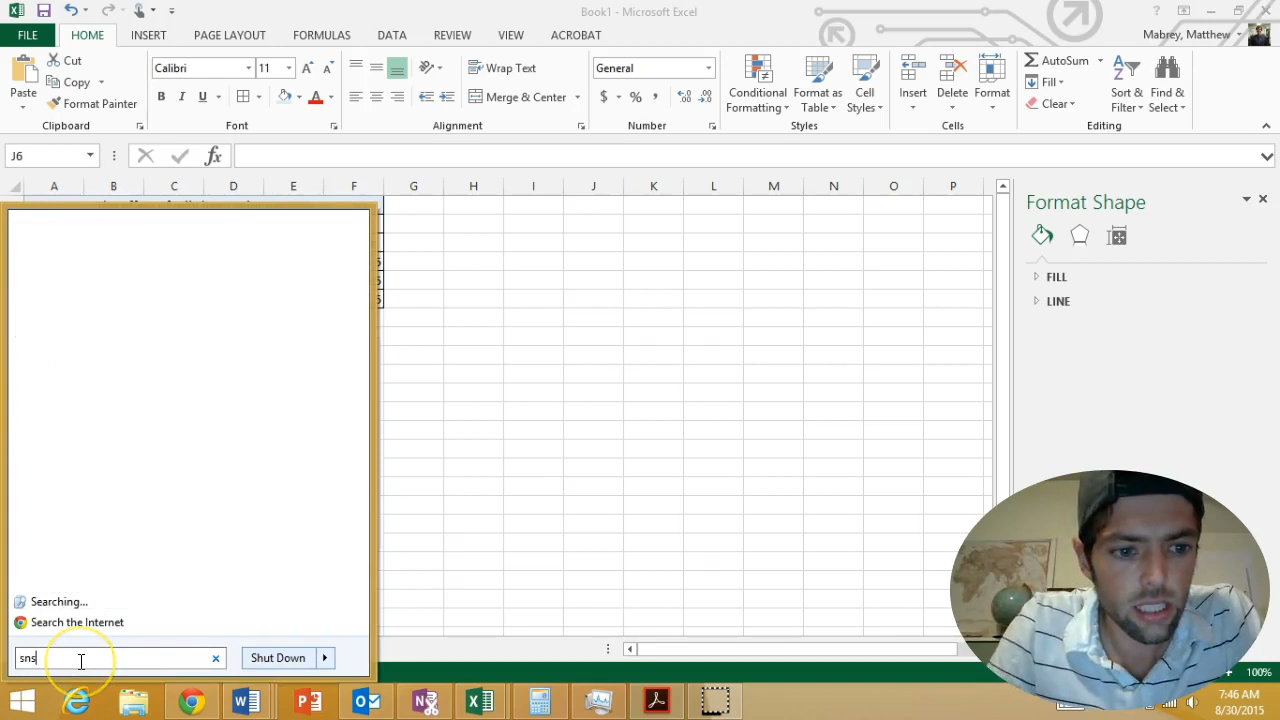 Book1 - Microsoft Excel
?
FILE HOME INSERT PAGE LAYOUT FORMULAS DATA REVIEW VIEW ACROBAT
Mabrey, Matthew
Paste
Cut
Copy
Format Painter
Clipboard
Calibri 11
B I U
Font
Wrap Text
Merge & Center
Alignment
General
$ % ,
Number
Conditional Formatting
Format as Table
Cell Styles
Styles
Insert
Delete
Format
Cells
AutoSum
Fill
Clear
Sort & Filter
Find & Select
Editing
J6
fx
A B C D E F G H I J K L M N O P
Format Shape
FILL
LINE
Searching...
Search the Internet
sns
Shut Down
100%
7:46 AM
8/30/2015